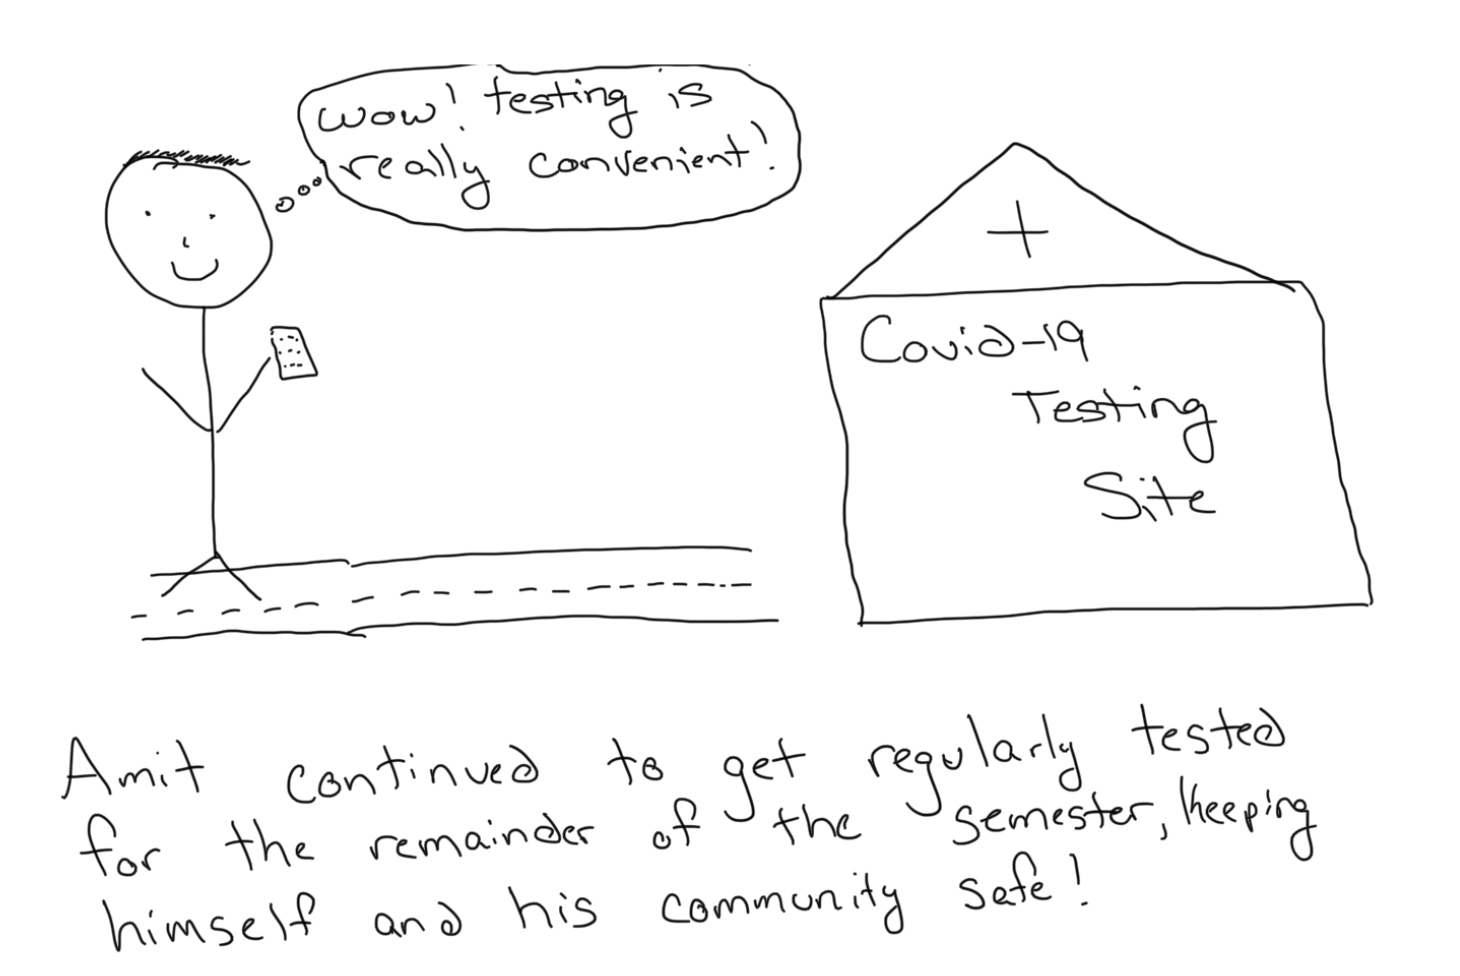 Wow! testing is
really convenient!
Covid-19
Testing
Site
Amit continued to get regularly tested
for the remainder of the semester, keeping
himself and his community safe!